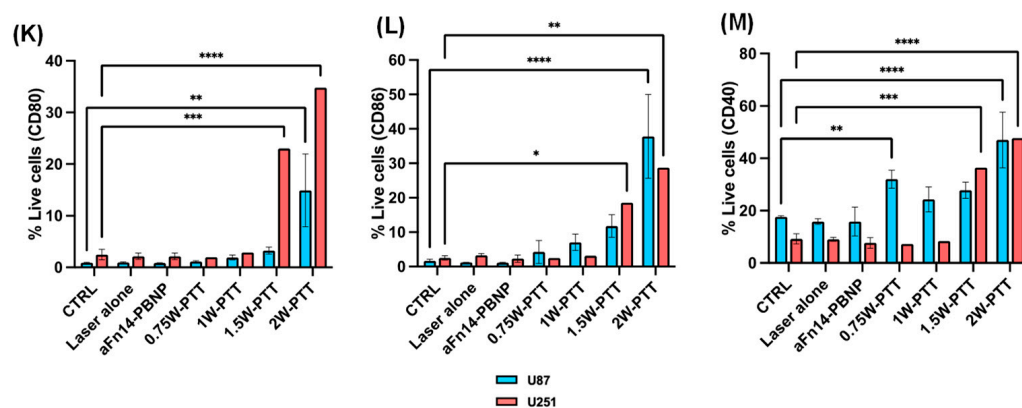 (K)
% Live cells (CD80)
40
30
20
10
0
****
**
***
CTRL
Laser alone
aFn14-PBNP
0.75W-PTT
1W-PTT
1.5W-PTT
2W-PTT
(L)
% Live cells (CD86)
60
50
40
30
20
10
0
**
****
*
CTRL
Laser alone
aFn14-PBNP
0.75W-PTT
1W-PTT
1.5W-PTT
2W-PTT
(M)
% Live cells (CD40)
80
60
40
20
0
****
****
***
**
CTRL
Laser alone
aFn14-PBNP
0.75W-PTT
1W-PTT
1.5W-PTT
2W-PTT
U87
U251